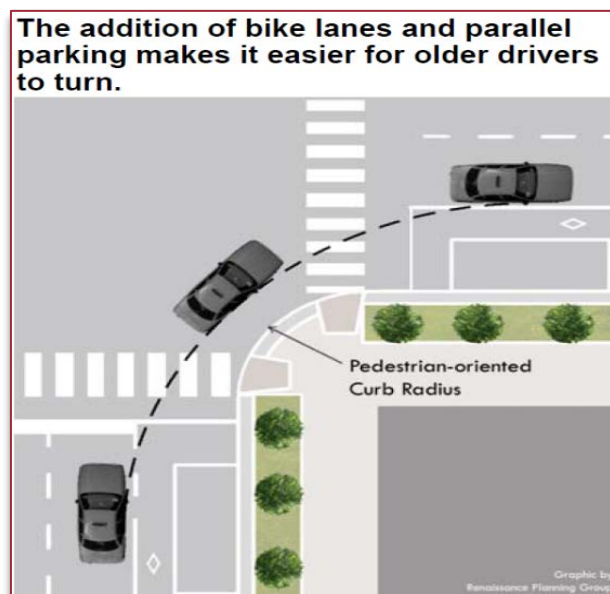 The addition of bike lanes and parallel
parking makes it easier for older drivers
to turn.
Pedestrian-oriented
Curb Radius
Graphic by
Renaissance Planning Group